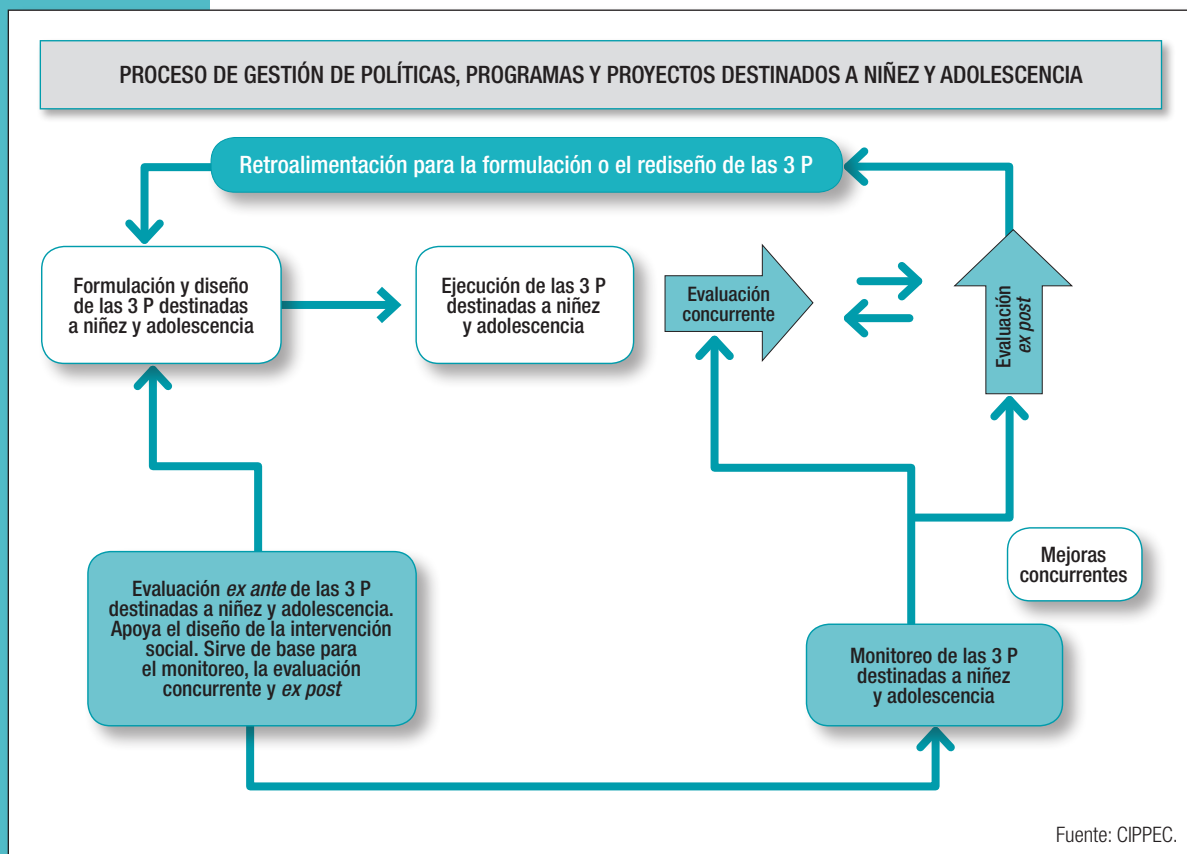 PROCESO DE GESTIÓN DE POLÍTICAS, PROGRAMAS Y PROYECTOS DESTINADOS A NIÑEZ Y ADOLESCENCIA
Retroalimentación para la formulación o el rediseño de las 3 P
Formulación y diseño
de las 3 P destinadas
a niñez y adolescencia
Ejecución de las 3 P
destinadas a niñez
y adolescencia
Evaluación
concurrente
Evaluación
ex post
Mejoras
concurrentes
Evaluación ex ante de las 3 P
destinadas a niñez y adolescencia.
Apoya el diseño de la intervención
social. Sirve de base para
el monitoreo, la evaluación
concurrente y ex post
Monitoreo de las 3 P
destinadas a niñez
y adolescencia
Fuente: CIPPEC.